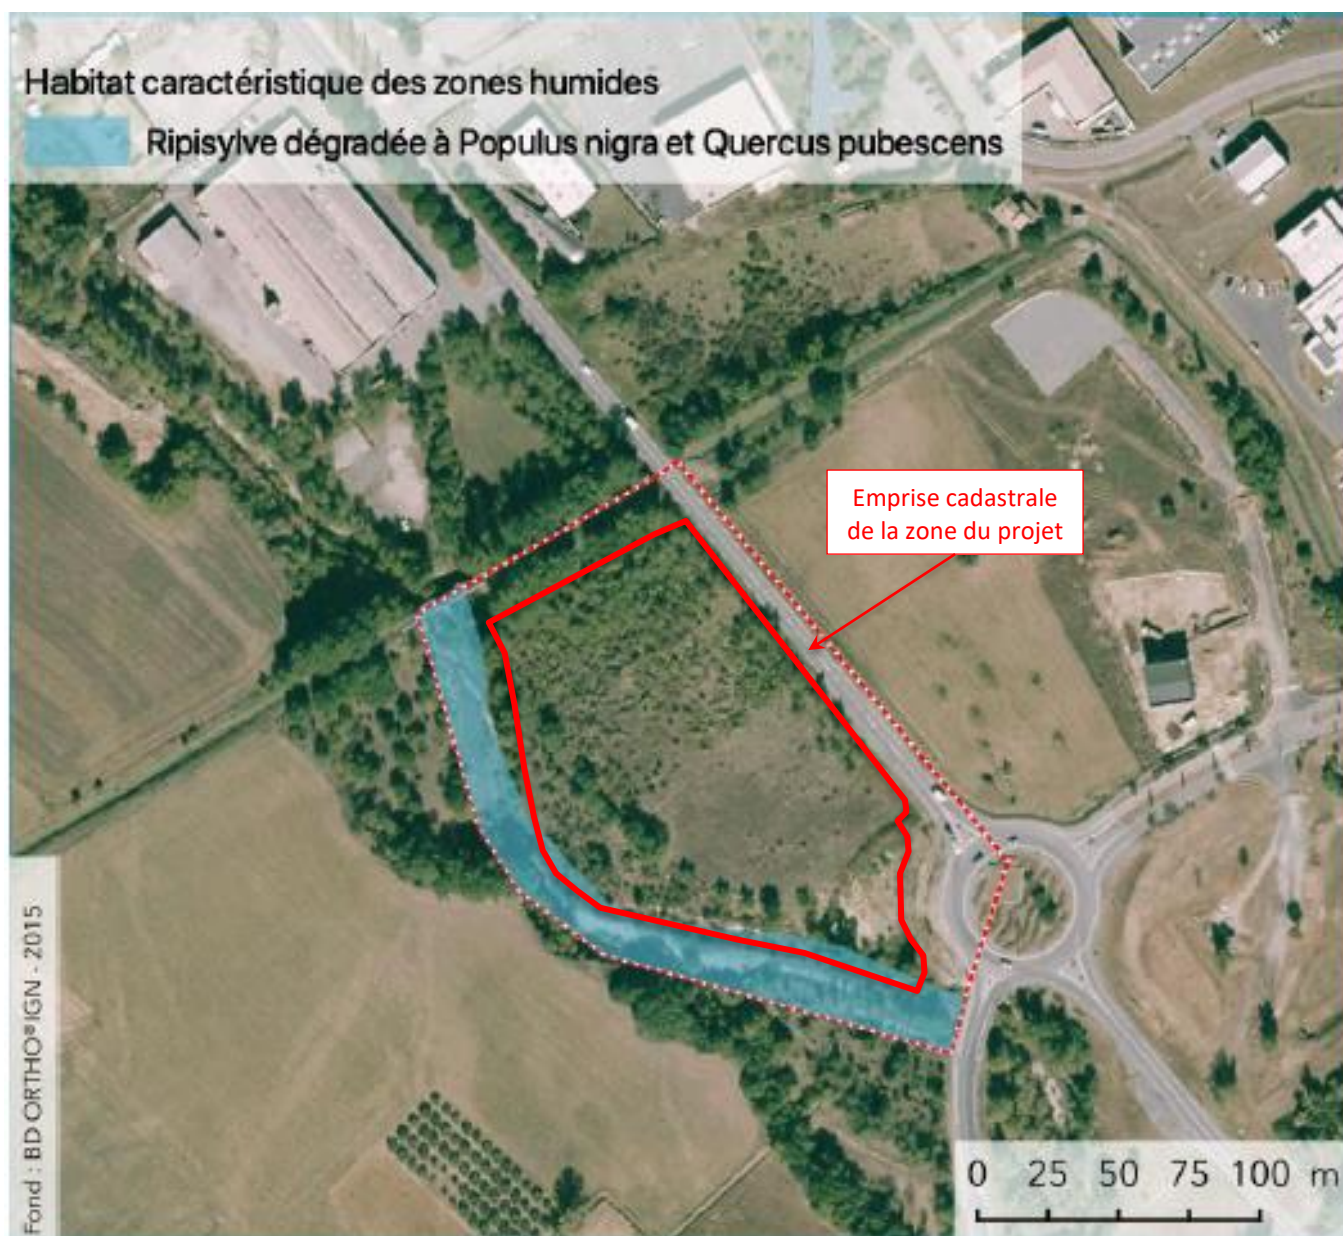 Habitat caractéristique des zones humides
Ripisylve dégradée à Populus nigra et Quercus pubescens
Emprise cadastrale
de la zone du projet
Fond : BD ORTHO®IGN - 2015
0 25 50 75 100 m